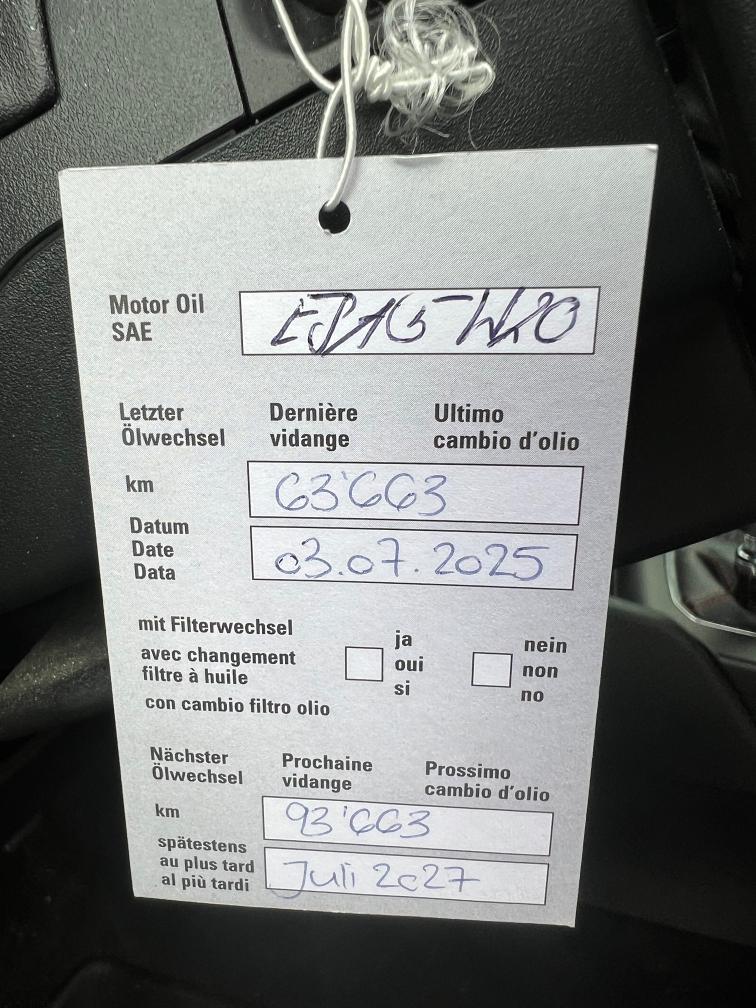 Motor Oil
SAE
Letzter Ölwechsel
Dernière vidange
Ultimo cambio d'olio
km
63'663
Datum
Date
Data
03.07.2025
mit Filterwechsel
avec changement
filtre à huile
con cambio filtro olio
ja
oui
si
nein
non
no
Nächster Ölwechsel
Prochaine vidange
Prossimo cambio d'olio
km
93'663
spätestens
au plus tard
al più tardi
Juli 2027